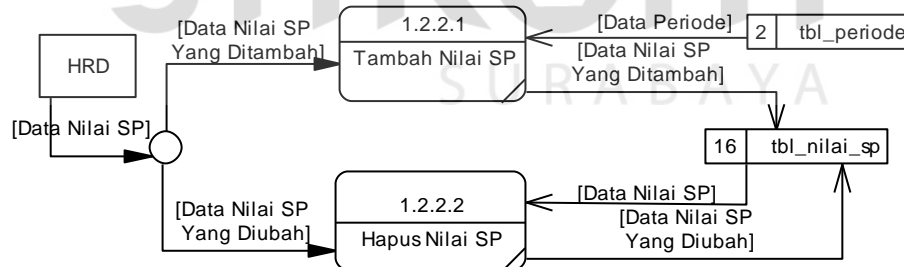 HRD
[Data Nilai SP]
[Data Nilai SP
Yang Ditambah]
1.2.2.1
Tambah Nilai SP
[Data Periode]
2 tbl_periode
[Data Nilai SP
Yang Ditambah]
SURABAYA
16 tbl_nilai_sp
[Data Nilai SP
Yang Diubah]
1.2.2.2
Hapus Nilai SP
[Data Nilai SP]
[Data Nilai SP
Yang Diubah]